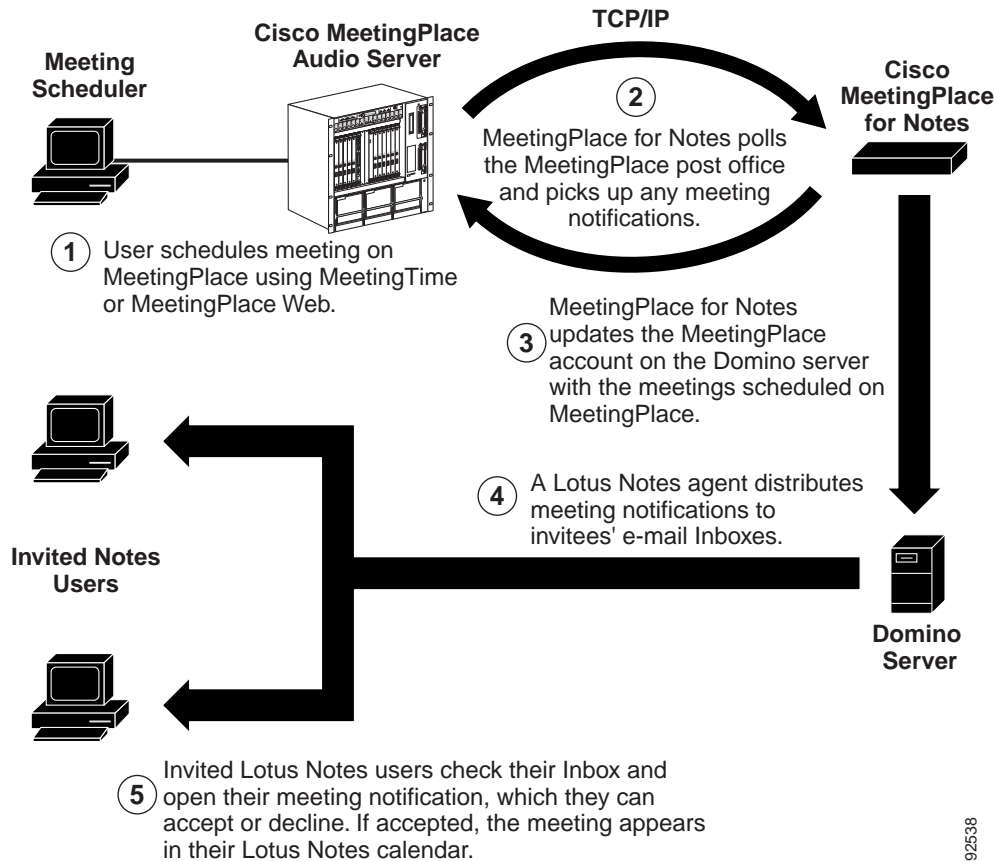 TCP/IP
Cisco MeetingPlace
Audio Server
Meeting
Scheduler
Cisco
MeetingPlace
for Notes
2
MeetingPlace for Notes polls
the MeetingPlace post office
and picks up any meeting
notifications.
1
User schedules meeting on
MeetingPlace using MeetingTime
or MeetingPlace Web.
3
MeetingPlace for Notes
updates the MeetingPlace
account on the Domino server
with the meetings scheduled on
MeetingPlace.
4
A Lotus Notes agent distributes
meeting notifications to
invitees' e-mail Inboxes.
Invited Notes
Users
Domino
Server
5
Invited Lotus Notes users check their Inbox and
open their meeting notification, which they can
accept or decline. If accepted, the meeting appears
in their Lotus Notes calendar.
92538